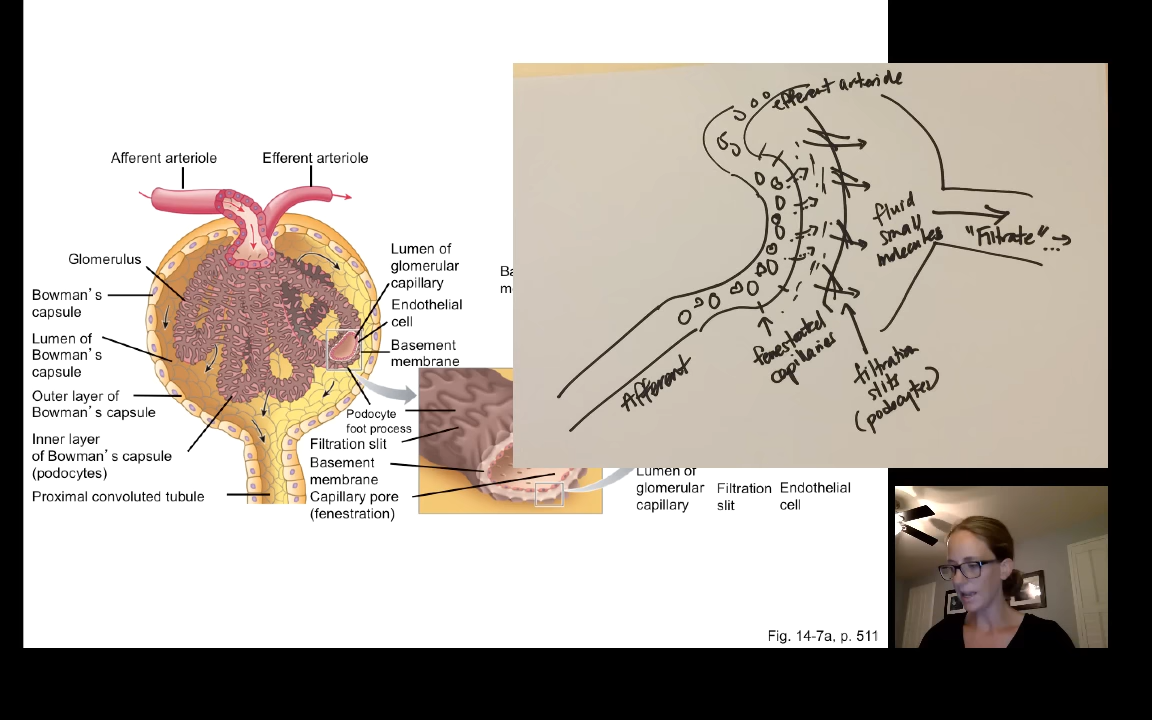 Afferent arteriole
Efferent arteriole
Glomerulus
Bowman's
capsule
Lumen of
Bowman's
capsule
Outer layer of
Bowman's capsule
Inner layer
of Bowman's capsule
(podocytes)
Proximal convoluted tubule
Lumen of
glomerular
capillary
Endothelial
cell
Basement
membrane
Podocyte
foot process
Filtration slit
Basement
membrane
Capillary pore
(fenestration)
Ba
m
efferent arteriole
fluid
small
molecules
"Filtrate"
Afferent
fenestrated
capillaries
filtration
slits
(podocytes)
Lumen of
glomerular
capillary
Filtration
slit
Endothelial
cell
Fig. 14-7a, p. 511